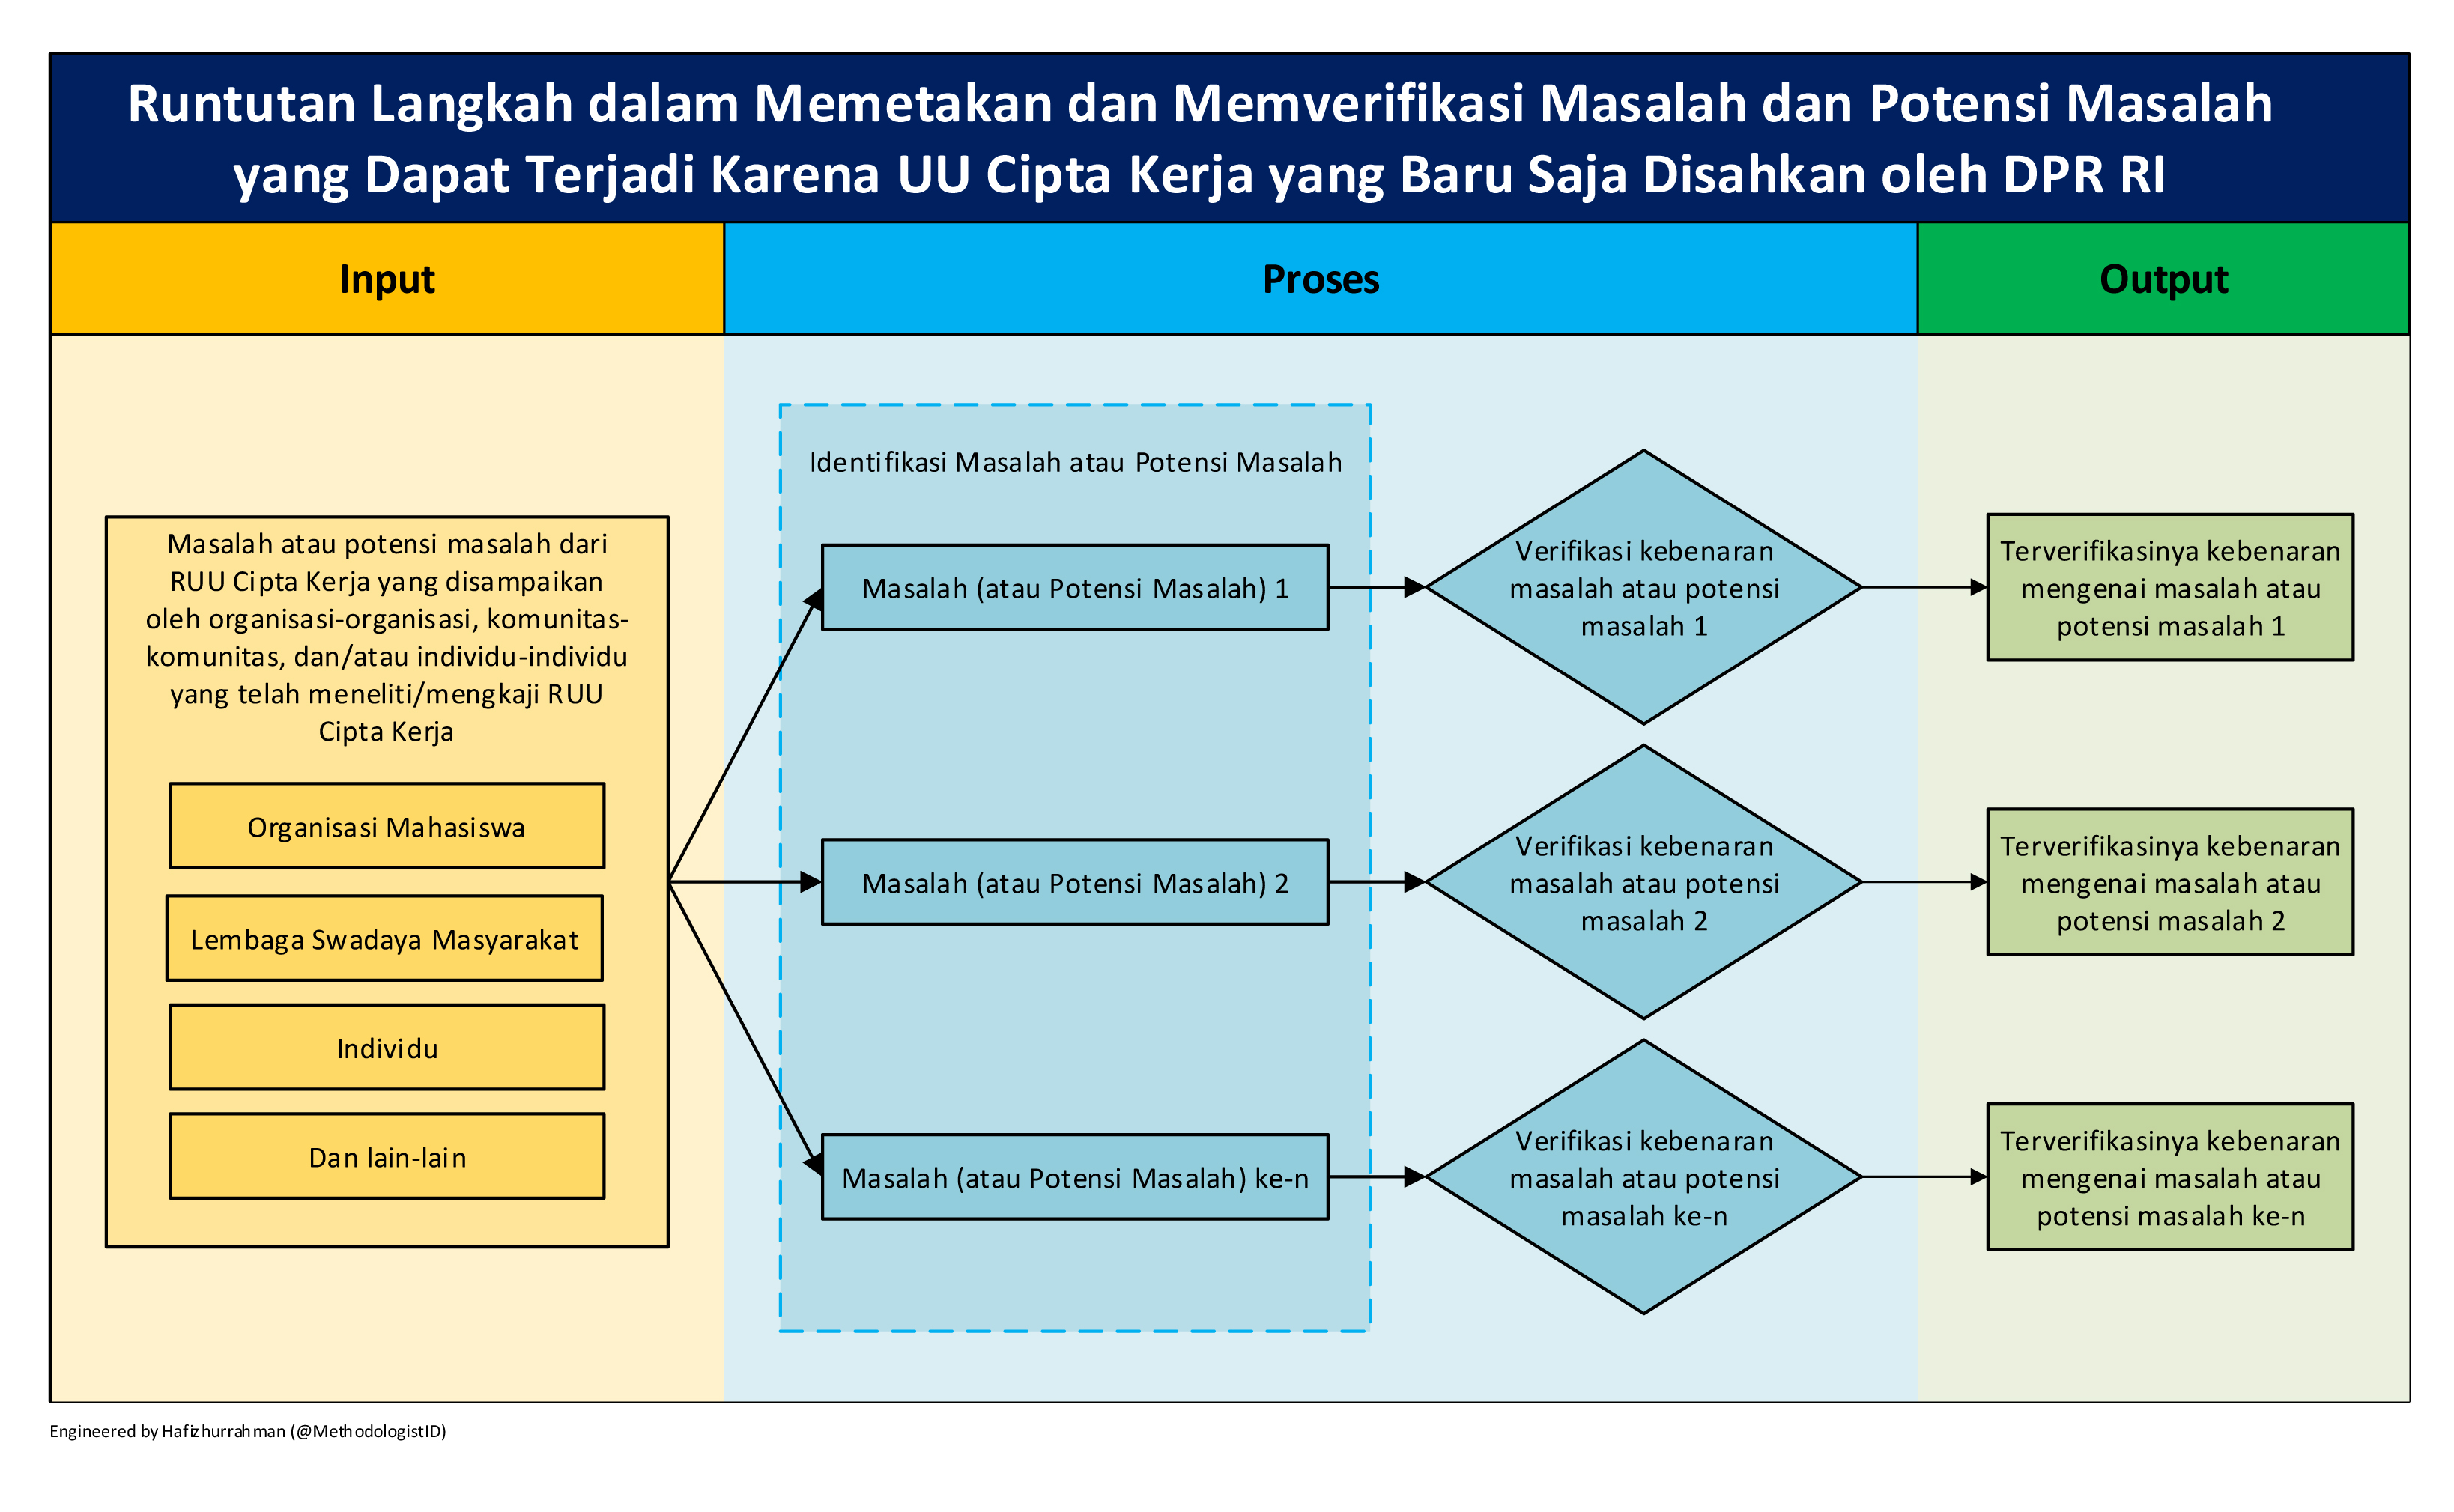 Runtutan Langkah dalam Memetakan dan Memverifikasi Masalah dan Potensi Masalah
yang Dapat Terjadi Karena UU Cipta Kerja yang Baru Saja Disahkan oleh DPR RI
Input
Proses
Output
Masalah atau potensi masalah dari
RUU Cipta Kerja yang disampaikan
oleh organisasi-organisasi, komunitas-
komunitas, dan/atau individu-individu
yang telah meneliti/mengkaji RUU
Cipta Kerja
Organisasi Mahasiswa
Lembaga Swadaya Masyarakat
Individu
Dan lain-lain
Identifikasi Masalah atau Potensi Masalah
Masalah (atau Potensi Masalah) 1
Masalah (atau Potensi Masalah) 2
Masalah (atau Potensi Masalah) ke-n
Verifikasi kebenaran
masalah atau potensi
masalah 1
Verifikasi kebenaran
masalah atau potensi
masalah 2
Verifikasi kebenaran
masalah atau potensi
masalah ke-n
Terverifikasinya kebenaran
mengenai masalah atau
potensi masalah 1
Terverifikasinya kebenaran
mengenai masalah atau
potensi masalah 2
Terverifikasinya kebenaran
mengenai masalah atau
potensi masalah ke-n
Engineered by Hafizhurrahman (@MethodologistID)